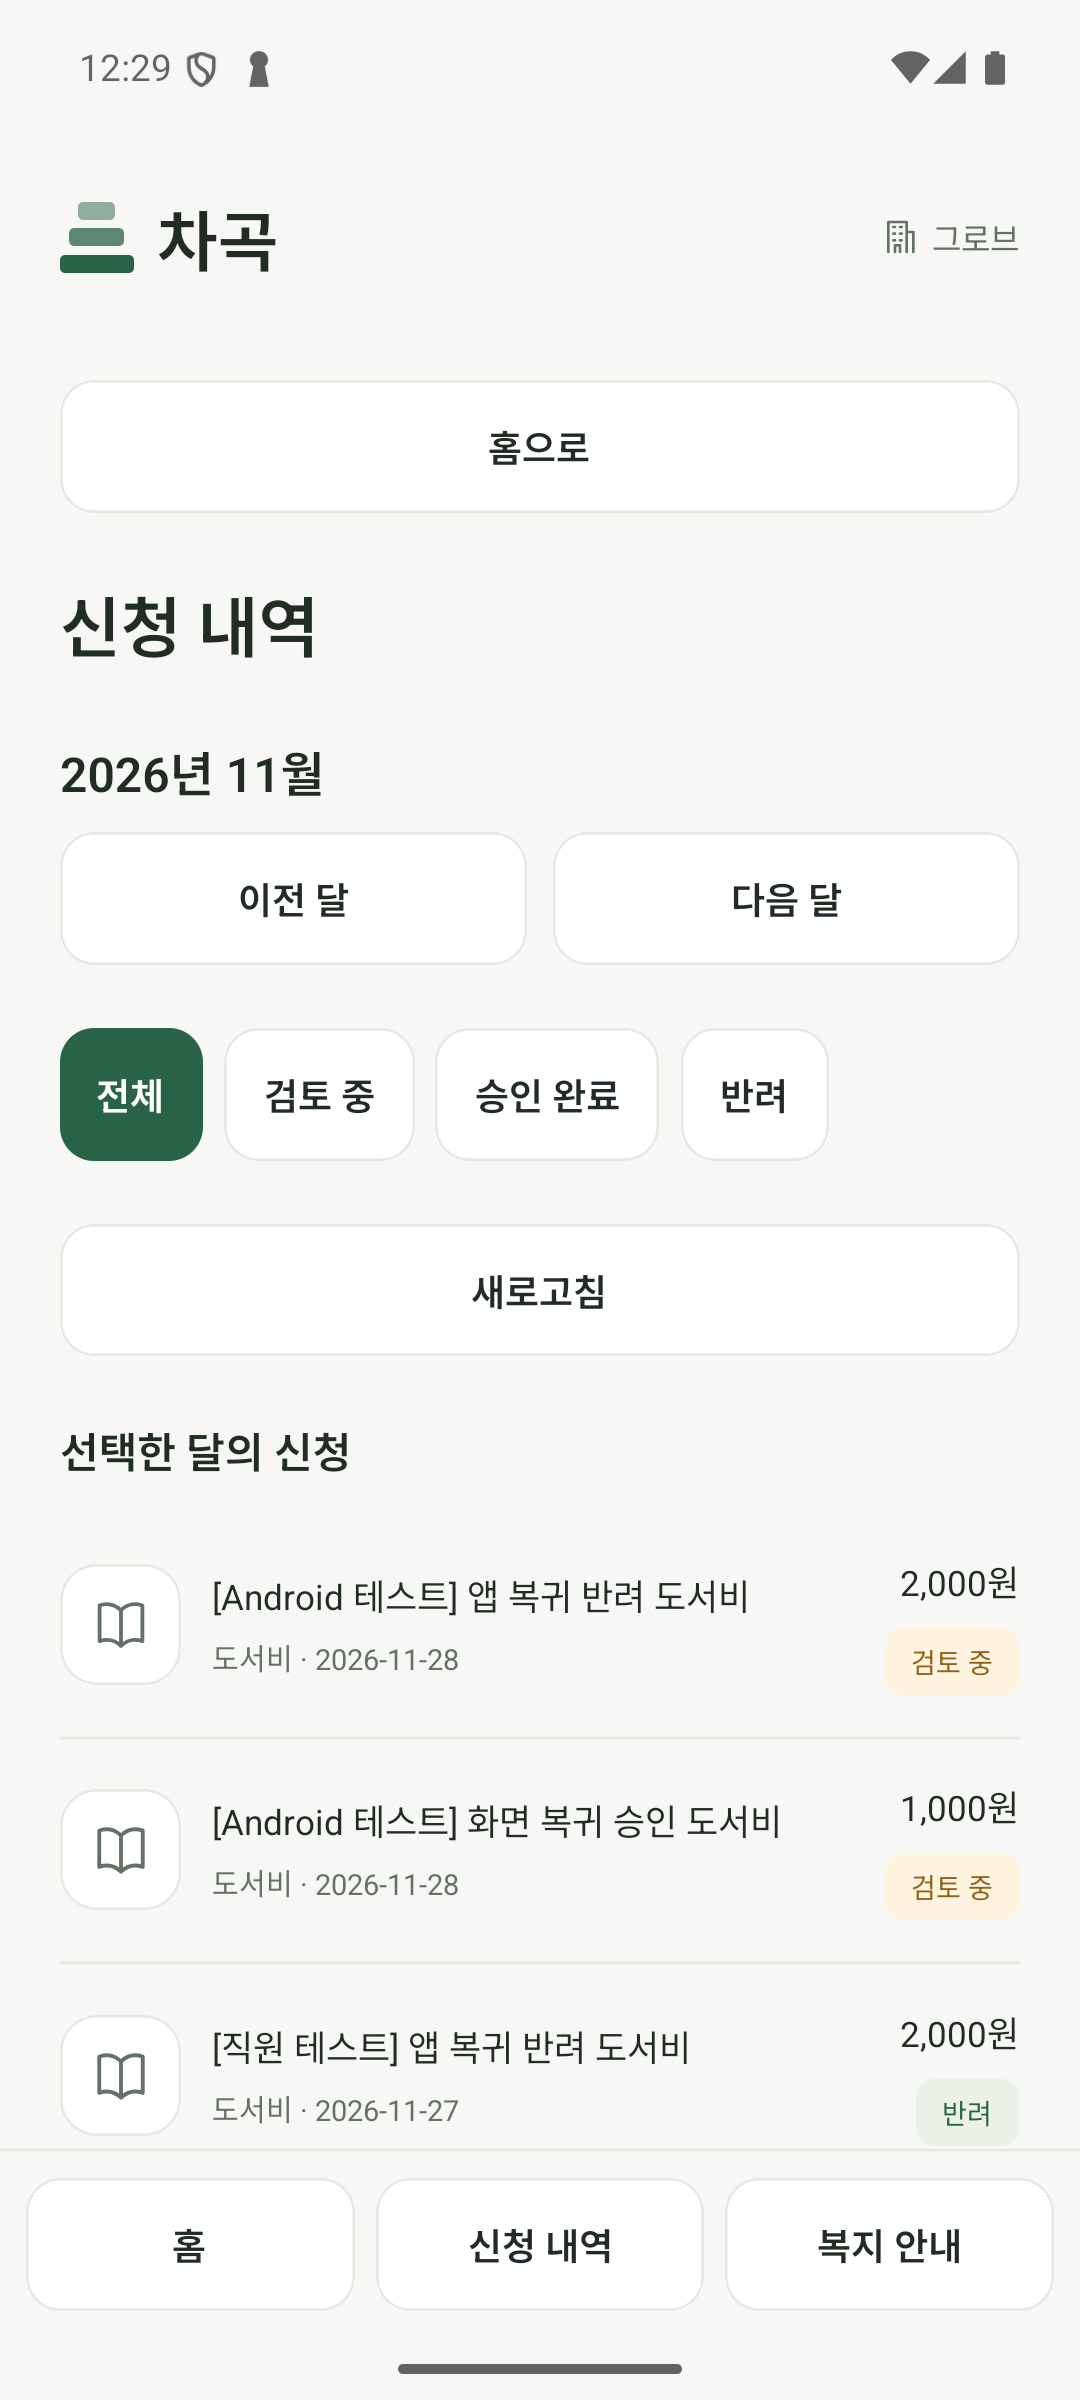 12:29
차곡
그로브
홈으로
신청 내역
2026년 11월
이전 달
다음 달
전체
검토 중
승인 완료
반려
새로고침
선택한 달의 신청
[Android 테스트] 앱 복귀 반려 도서비
2,000원
도서비 · 2026-11-28
검토 중
[Android 테스트] 화면 복귀 승인 도서비
1,000원
도서비 · 2026-11-28
검토 중
[직원 테스트] 앱 복귀 반려 도서비
2,000원
도서비 · 2026-11-27
반려
홈
신청 내역
복지 안내